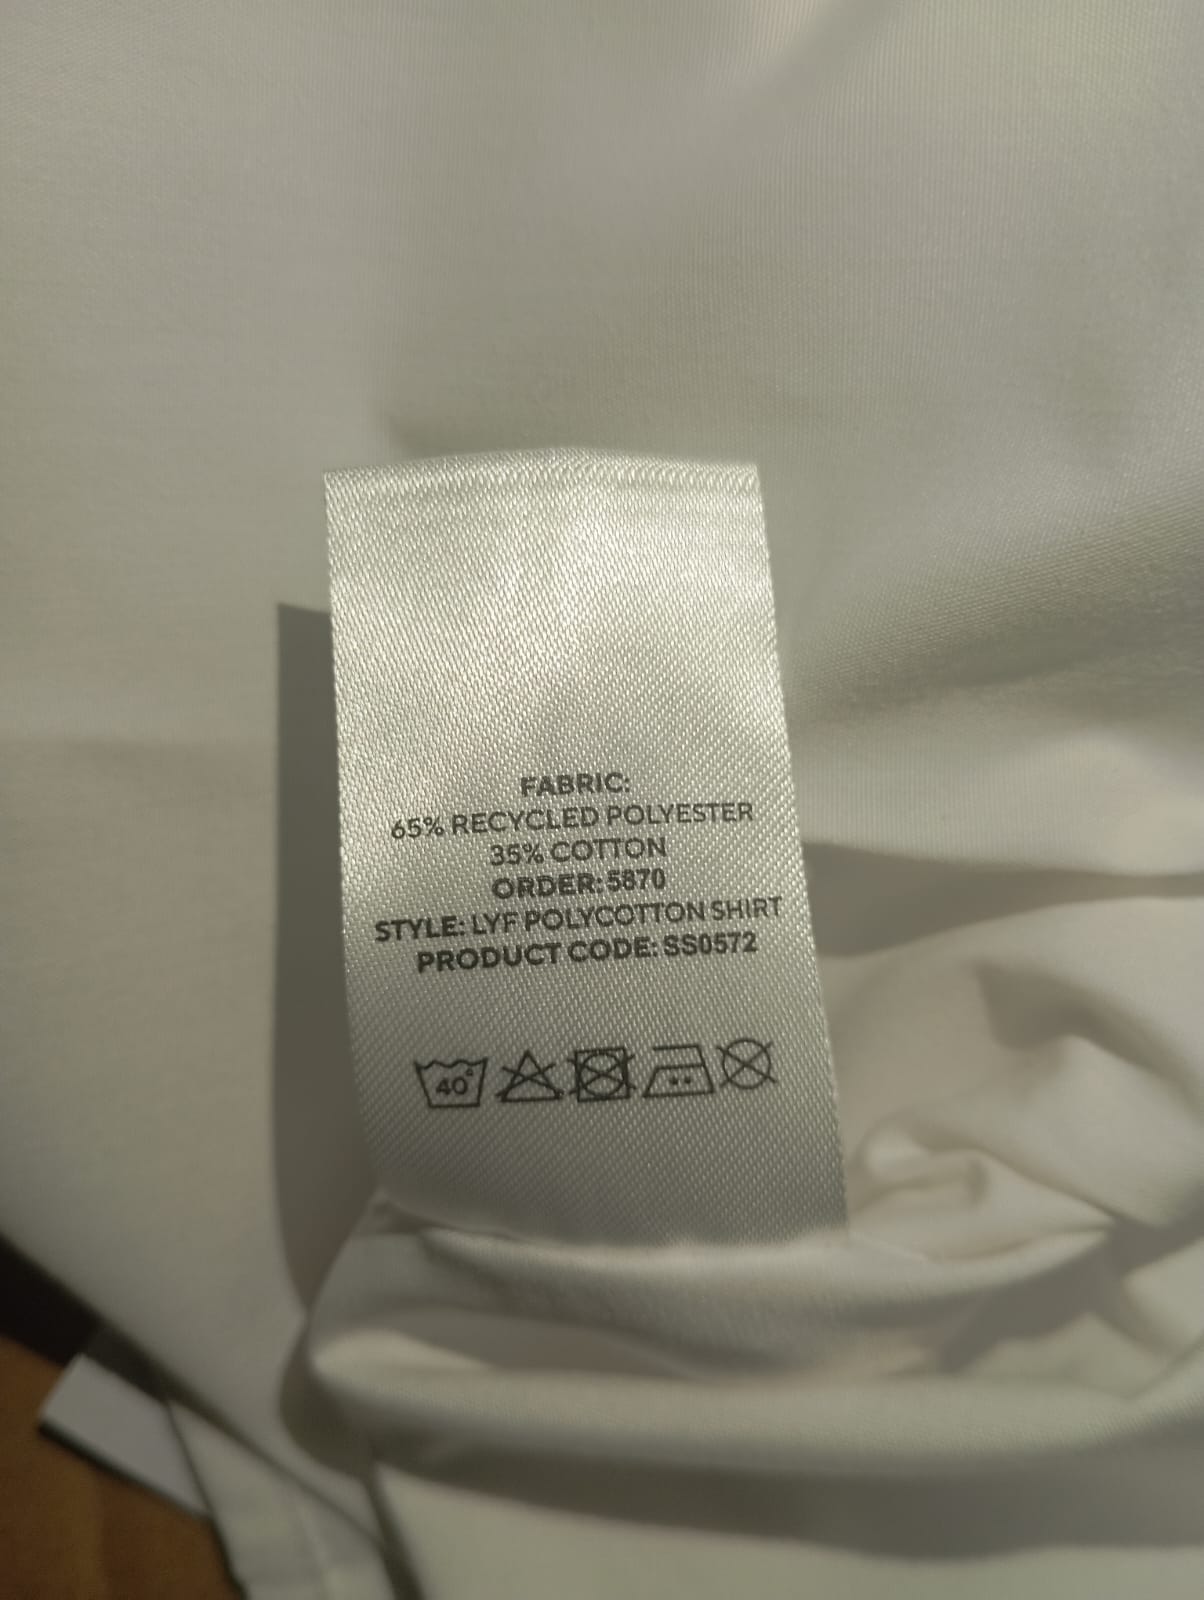 FABRIC:
65% RECYCLED POLYESTER
35% COTTON
ORDER: 5870
STYLE: LYF POLYCOTTON SHIRT
PRODUCT CODE: SS0572
40°